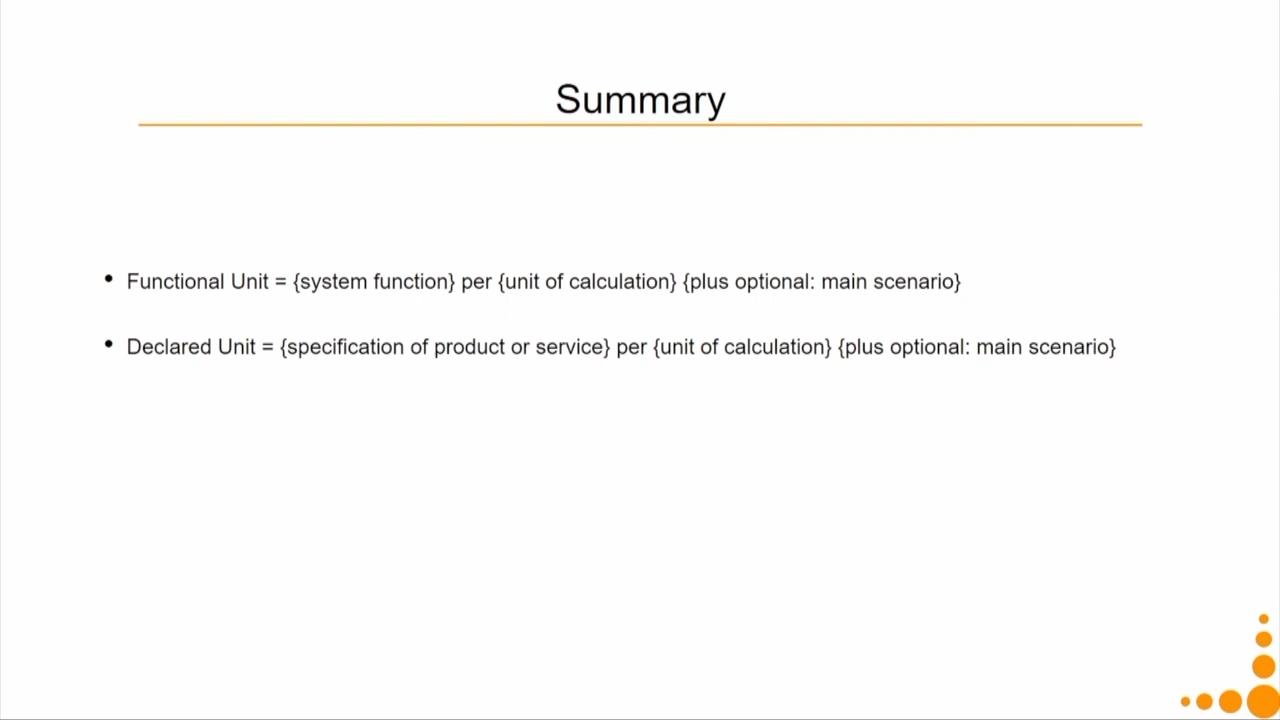 Summary
• Functional Unit = {system function} per {unit of calculation} {plus optional: main scenario}
• Declared Unit = {specification of product or service} per {unit of calculation} {plus optional: main scenario}